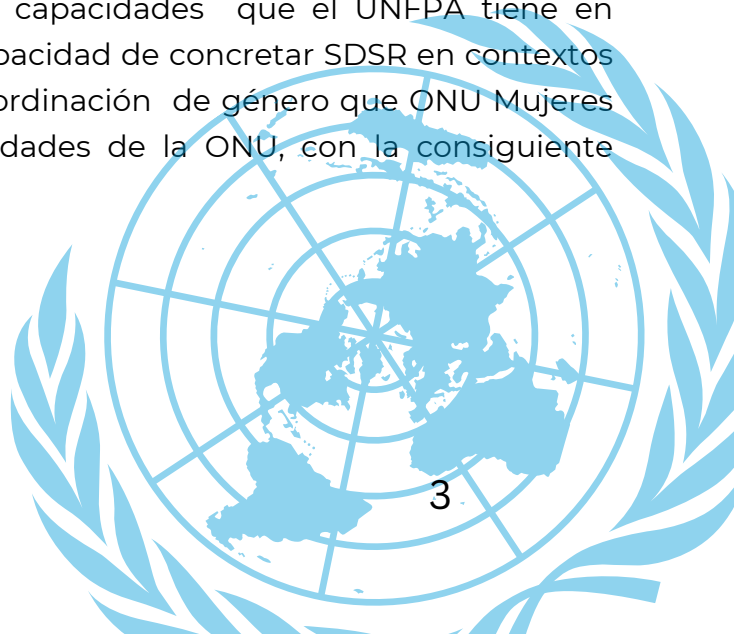 capacidades que el UNFPA tiene en
pacidad de concretar SDSR en contextos
ordinación de género que ONU Mujeres
dades de la ONU, con la consiguiente
3